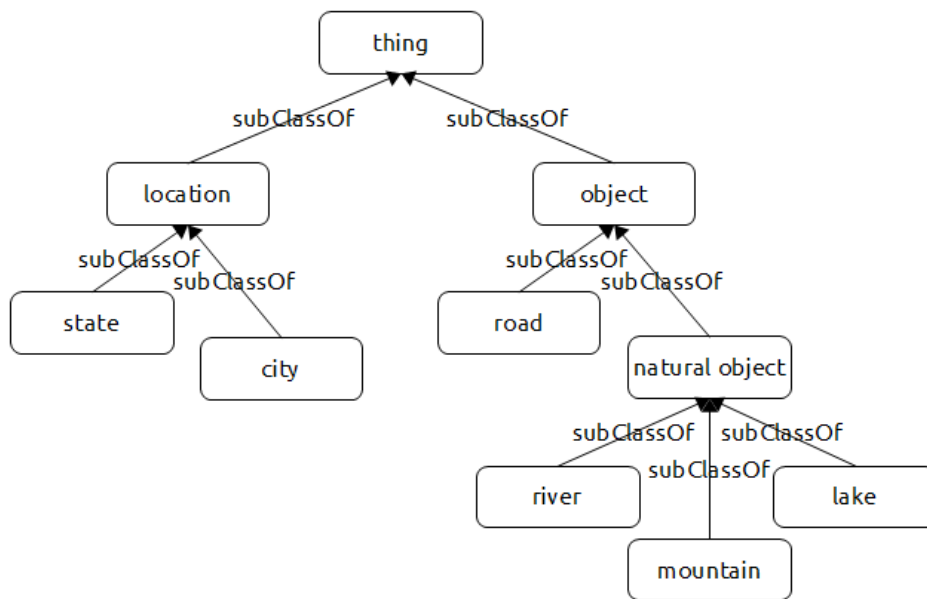 thing
subClassOf
subClassOf
location
object
subClassOf
subClassOf
subClassOf
subClassOf
state
road
city
natural object
subClassOf
subClassOf
subClassOf
river
lake
mountain